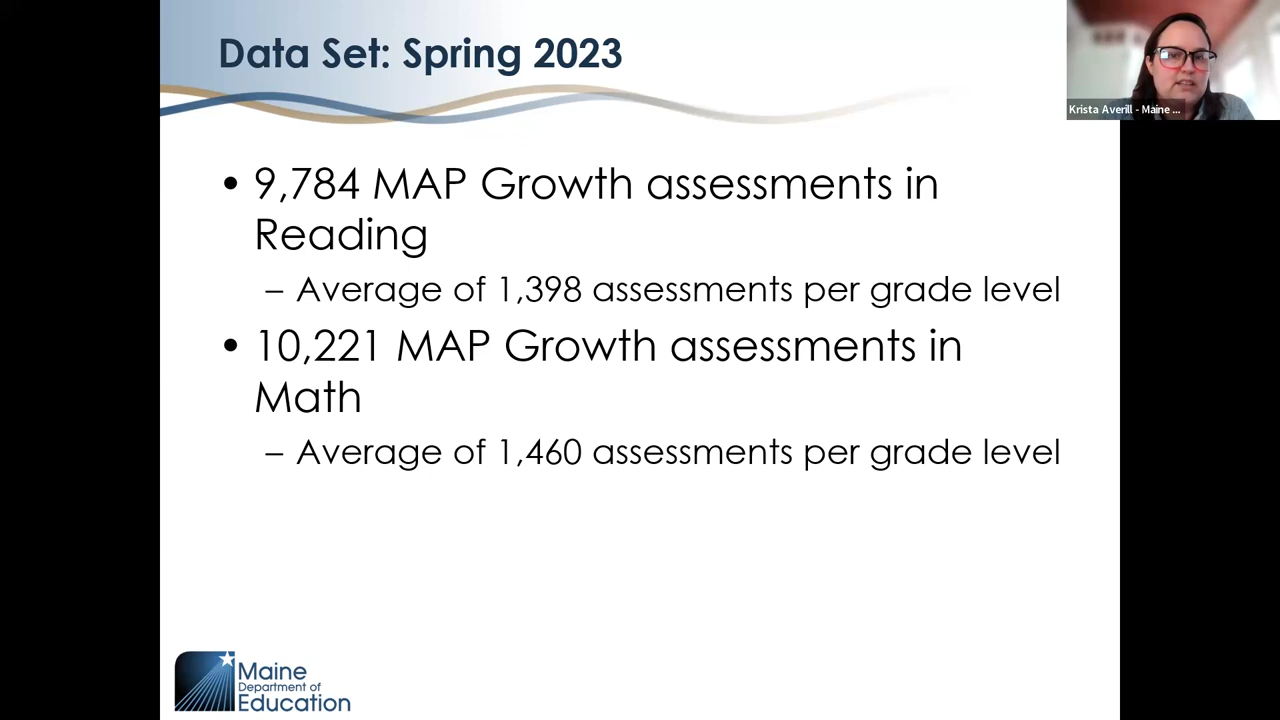 Data Set: Spring 2023
Krista Averill - Maine ...
• 9,784 MAP Growth assessments in
Reading
– Average of 1,398 assessments per grade level
• 10,221 MAP Growth assessments in
Math
– Average of 1,460 assessments per grade level
Maine
Department of
Education